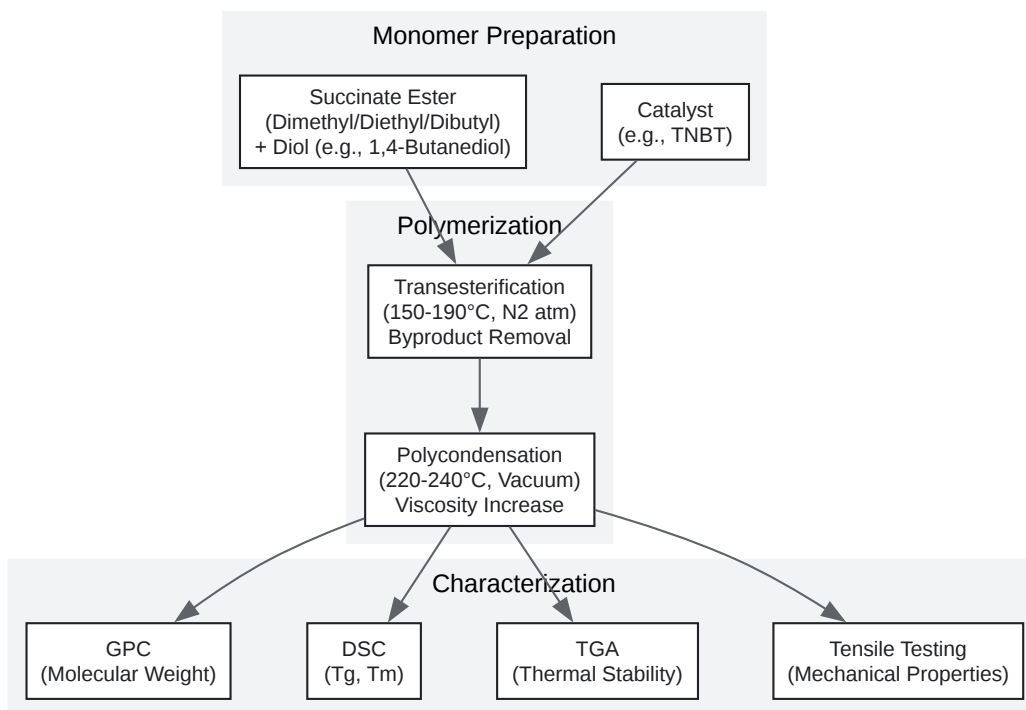 Monomer Preparation
Succinate Ester
(Dimethyl/Diethyl/Dibutyl)
+ Diol (e.g., 1,4-Butanediol)
Catalyst
(e.g., TNBT)
Polymerization
Transesterification
(150-190°C, N2 atm)
Byproduct Removal
Polycondensation
(220-240°C, Vacuum)
Viscosity Increase
Characterization
GPC
(Molecular Weight)
DSC
(Tg, Tm)
TGA
(Thermal Stability)
Tensile Testing
(Mechanical Properties)